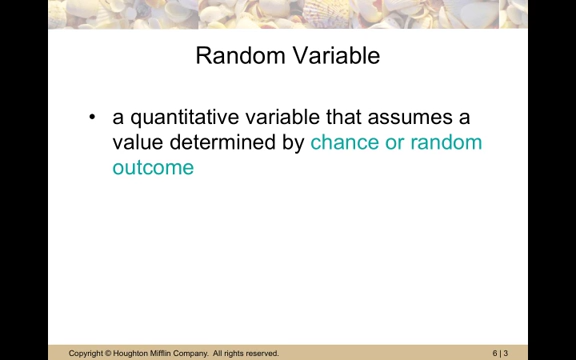 Random Variable
• a quantitative variable that assumes a
value determined by chance or random
outcome
Copyright © Houghton Mifflin Company. All rights reserved.
6 | 3